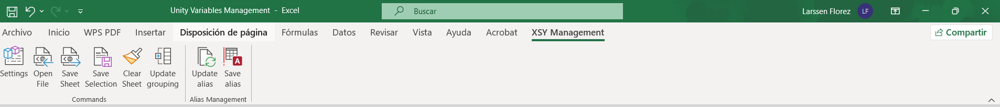 Unity Variables Management - Excel
Buscar
Larssen Florez
LF
Archivo Inicio WPS PDF Insertar Disposición de página Fórmulas Datos Revisar Vista Ayuda Acrobat XSY Management
Compartir
Settings
Open
File
Save
Sheet
Save
Selection
Clear
Sheet
Update
grouping
Update
alias
A
Save
alias
Commands
Alias Management